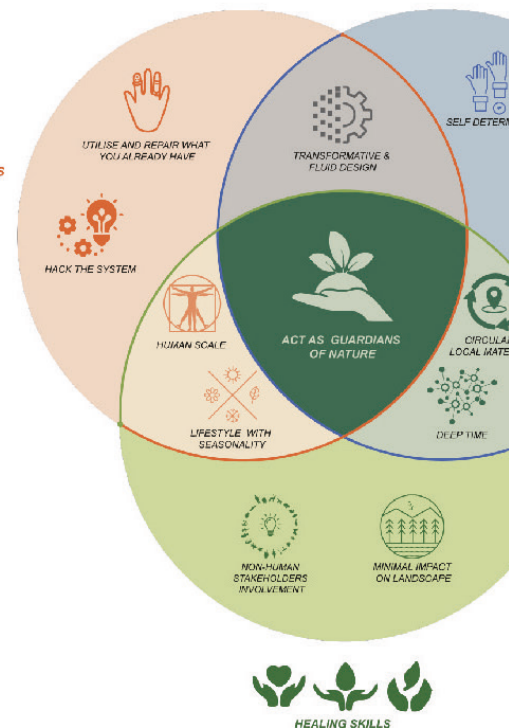 SELF DETERM
UTILISE AND REPAIR WHAT
YOU ALREADY HAVE
TRANSFORMATIVE &
FLUID DESIGN
S
HACK THE SYSTEM
HUMAN SCALE
ACT AS GUARDIANS
OF NATURE
CIRCULA
LOCAL MATE
LIFESTYLE WITH
SEASONALITY
DEEP TIME
NON-HUMAN
STAKEHOLDERS
INVOLVEMENT
MINIMAL IMPACT
ON LANDSCAPE
HEALING SKILLS